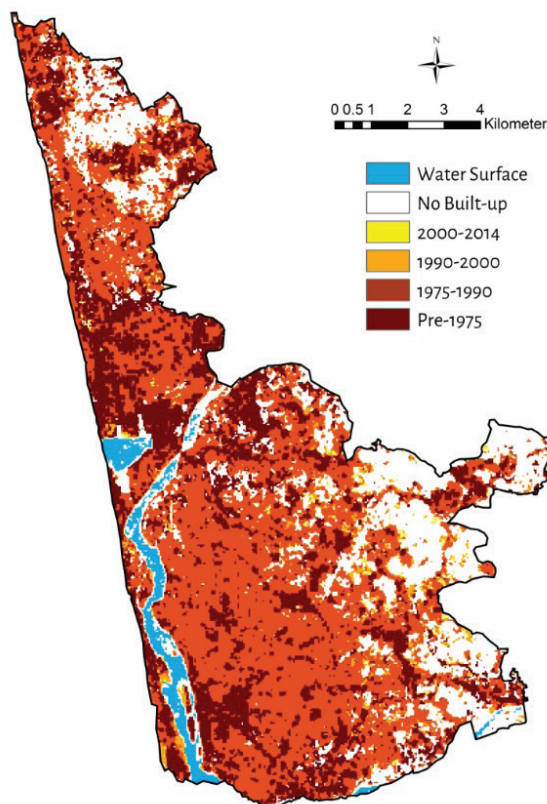 N
0 0.5 1 2 3 4
Kilometer
Water Surface
No Built-up
2000-2014
1990-2000
1975-1990
Pre-1975